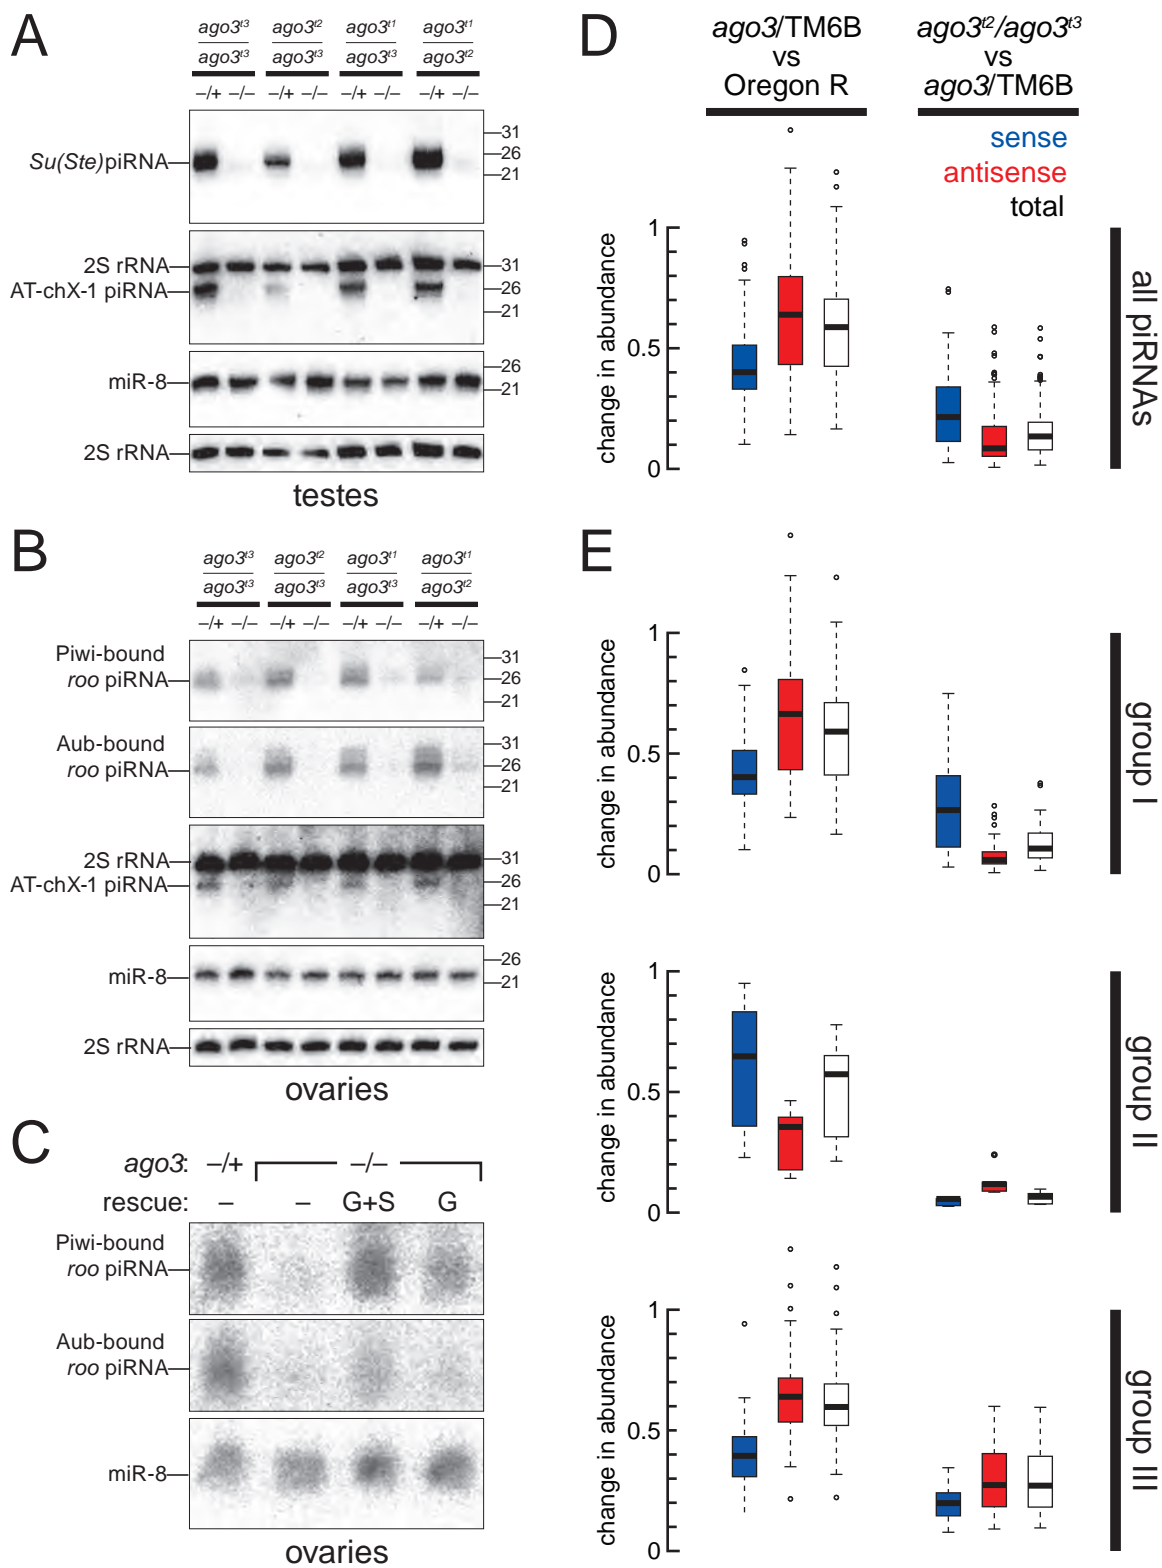 A
ago3t3 ago3t2 ago3t1 ago3t1
ago3t3 ago3t3 ago3t3 ago3t2
–/+ –/– –/+ –/– –/+ –/– –/+ –/–
31
Su(Ste)piRNA 26
21
2S rRNA 31
AT-chX-1 piRNA 26
21
26
miR-8 21
2S rRNA
testes
B
ago3t3 ago3t2 ago3t1 ago3t1
ago3t3 ago3t3 ago3t3 ago3t2
–/+ –/– –/+ –/– –/+ –/– –/+ –/–
Piwi-bound 31
roo piRNA 26
21
Aub-bound 31
roo piRNA 26
21
2S rRNA 31
AT-chX-1 piRNA 26
21
26
miR-8 21
2S rRNA
ovaries
C
ago3: –/+ –/–
rescue: – – G+S G
Piwi-bound
roo piRNA
Aub-bound
roo piRNA
miR-8
ovaries
D
ago3/TM6B ago3t2/ago3t3
vs vs
Oregon R ago3/TM6B
sense
antisense
total
change in abundance
1
0.5
0
all piRNAs
E
change in abundance
1
0.5
0
group I
change in abundance
1
0.5
0
group II
change in abundance
1
0.5
0
group III